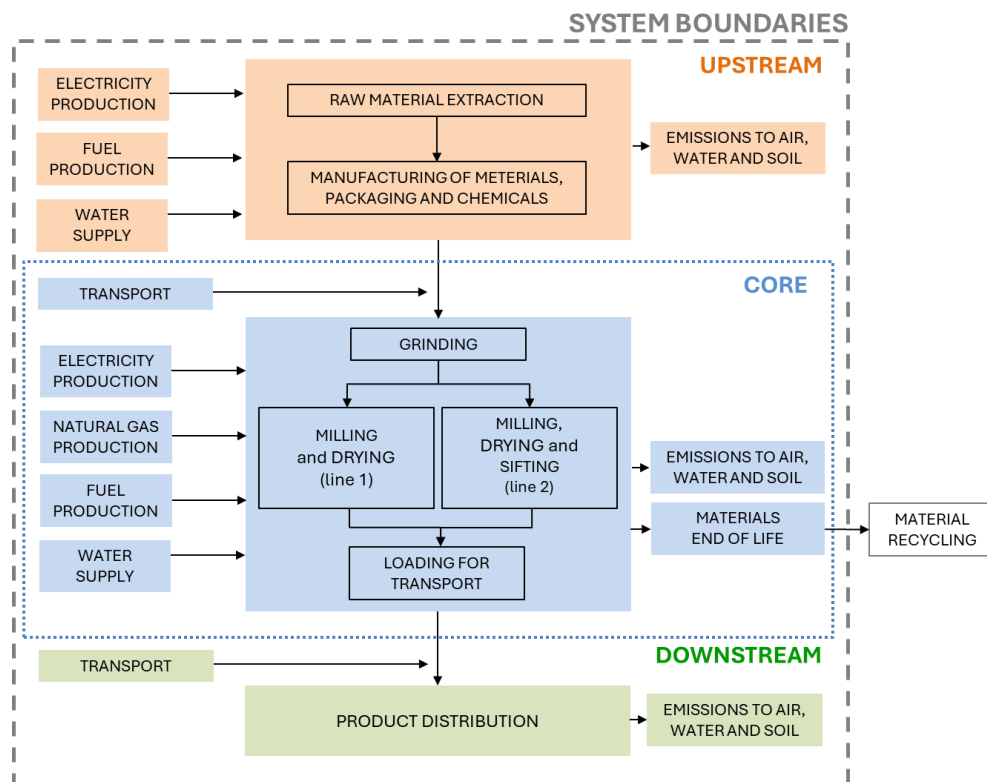 SYSTEM BOUNDARIES
UPSTREAM
ELECTRICITY
PRODUCTION
FUEL
PRODUCTION
WATER
SUPPLY
RAW MATERIAL EXTRACTION
MANUFACTURING OF METERIALS,
PACKAGING AND CHEMICALS
EMISSIONS TO AIR,
WATER AND SOIL
CORE
TRANSPORT
ELECTRICITY
PRODUCTION
NATURAL GAS
PRODUCTION
FUEL
PRODUCTION
WATER
SUPPLY
GRINDING
MILLING
and DRYING
(line 1)
MILLING,
DRYING and
SIFTING
(line 2)
LOADING FOR
TRANSPORT
EMISSIONS TO AIR,
WATER AND SOIL
MATERIALS
END OF LIFE
MATERIAL
RECYCLING
DOWNSTREAM
TRANSPORT
PRODUCT DISTRIBUTION
EMISSIONS TO AIR,
WATER AND SOIL